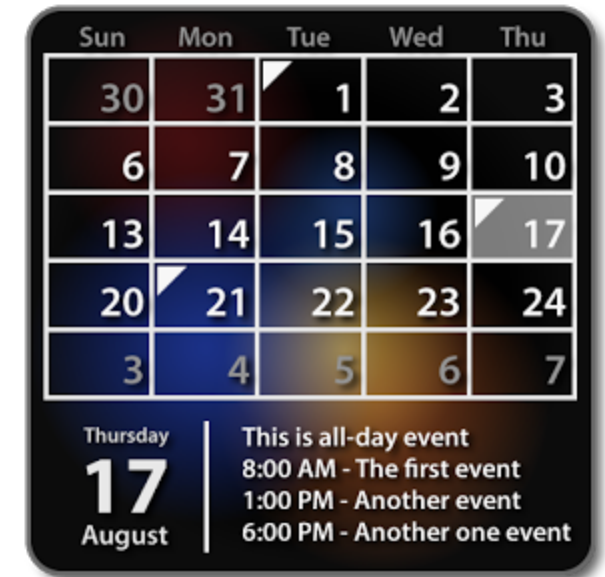 Sun Mon Tue Wed Thu
30 31 1 2 3
6 7 8 9 10
13 14 15 16 17
20 21 22 23 24
3 4 5 6 7
Thursday
17
August
This is all-day event
8:00 AM - The first event
1:00 PM - Another event
6:00 PM - Another one event